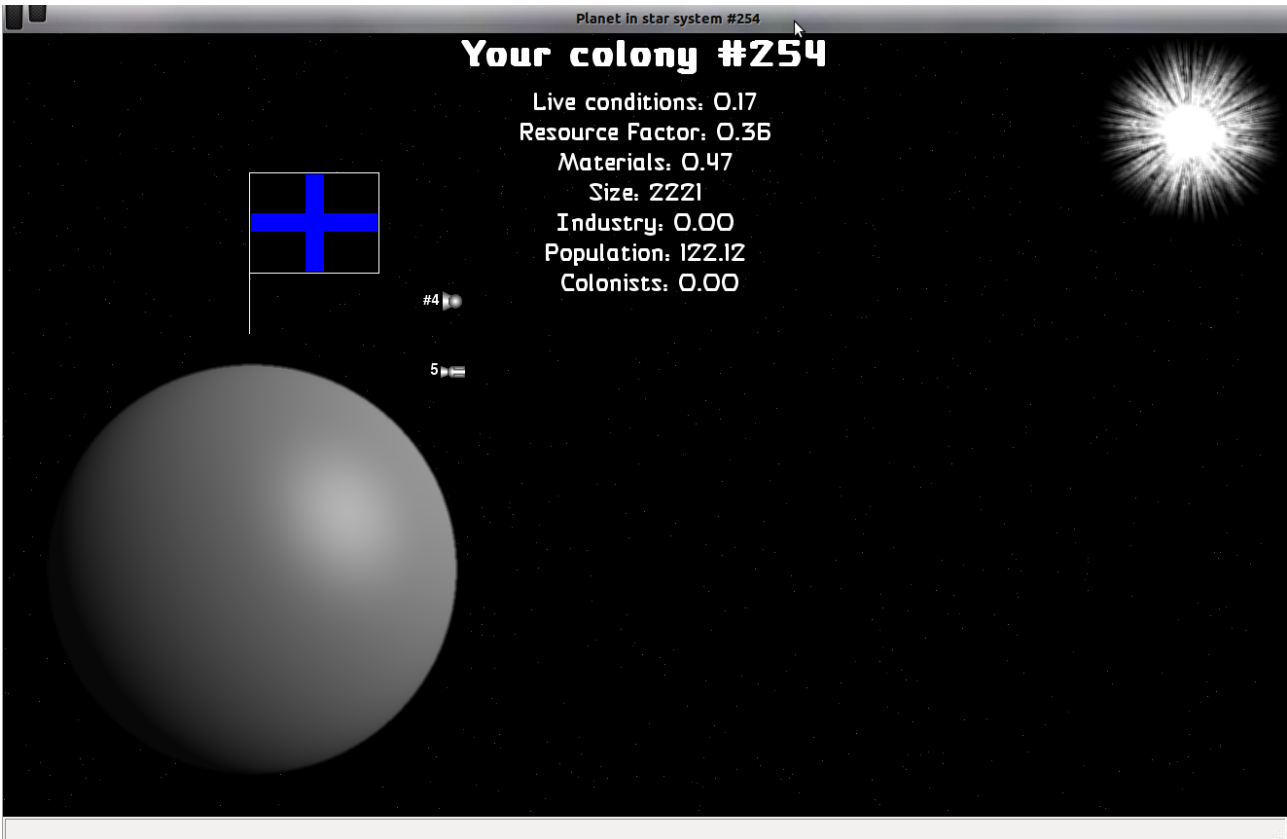 Planet in star system #254
Your colony #254
Live conditions: 0.17
Resource Factor: 0.36
Materials: 0.47
Size: 2221
Industry: 0.00
Population: 122.12
Colonists: 0.00
#4
5